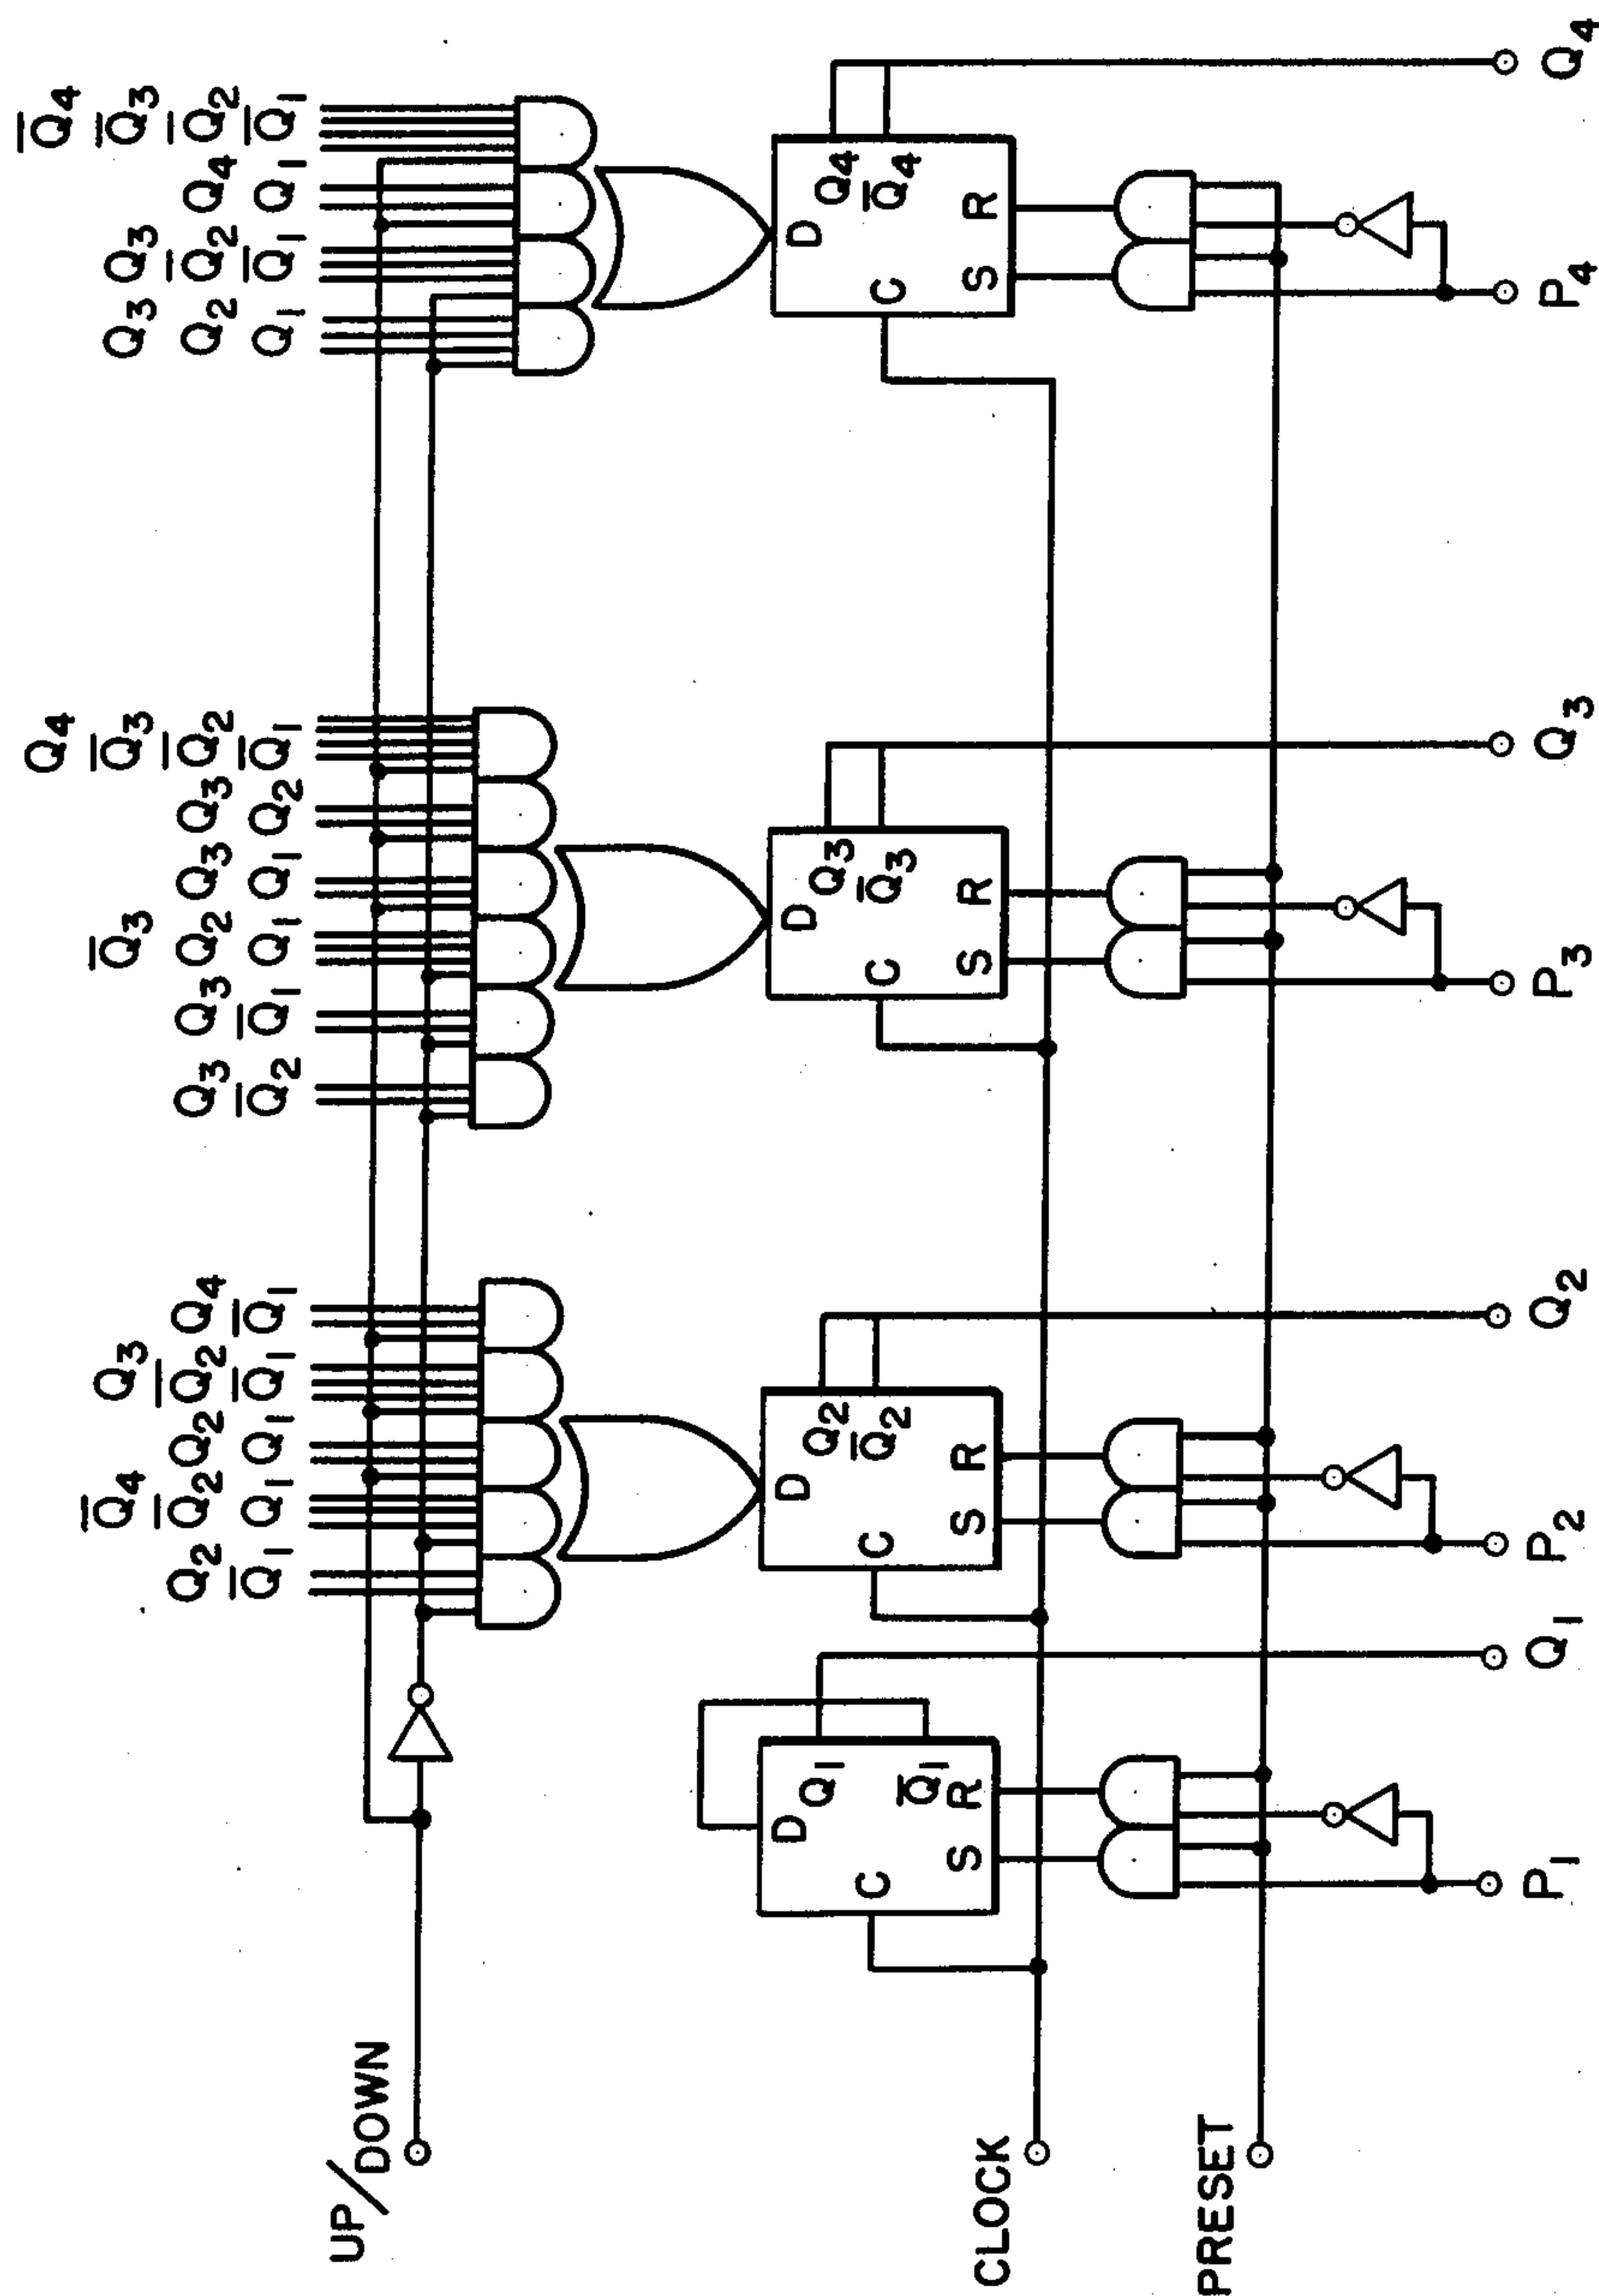 UP/DOWN
Q₂ Q̅₁
Q̅₄ Q̅₂ Q₁
Q₂ Q₁
Q₃ Q̅₂ Q̅₁
Q₄ Q̅₁
Q₃ Q̅₂
Q₃ Q̅₁
Q̅₃ Q₂ Q₁
Q₃ Q₁
Q₃ Q₂
Q₄ Q̅₃ Q̅₂ Q̅₁
Q₃ Q₂ Q₁
Q₃ Q̅₂ Q̅₁
Q₄ Q₁
Q̅₄ Q̅₃ Q̅₂ Q̅₁
D
Q₁
C
Q̅₁
S R
D
Q₂
C
Q̅₂
S R
D
Q₃
C
Q̅₃
S R
D
Q₄
C
Q̅₄
S R
CLOCK
PRESET
P₁ Q₁ P₂ Q₂ P₃ Q₃ P₄ Q₄